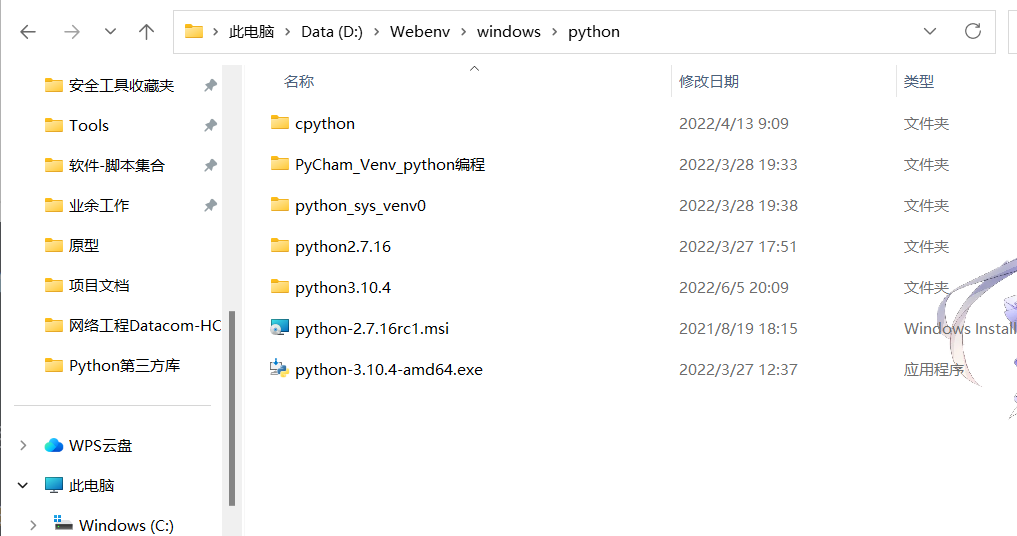 此电脑 Data (D:) Webenv windows python
安全工具收藏夹
Tools
软件-脚本集合
业余工作
原型
项目文档
网络工程Datacom-HC
Python第三方库
WPS云盘
此电脑
Windows (C:)
名称 修改日期 类型
cpython 2022/4/13 9:09 文件夹
PyCham_Venv_python编程 2022/3/28 19:33 文件夹
python_sys_venv0 2022/3/28 19:38 文件夹
python2.7.16 2022/3/27 17:51 文件夹
python3.10.4 2022/6/5 20:09 文件夹
python-2.7.16rc1.msi 2021/8/19 18:15 Windows Install
python-3.10.4-amd64.exe 2022/3/27 12:37 应用程序